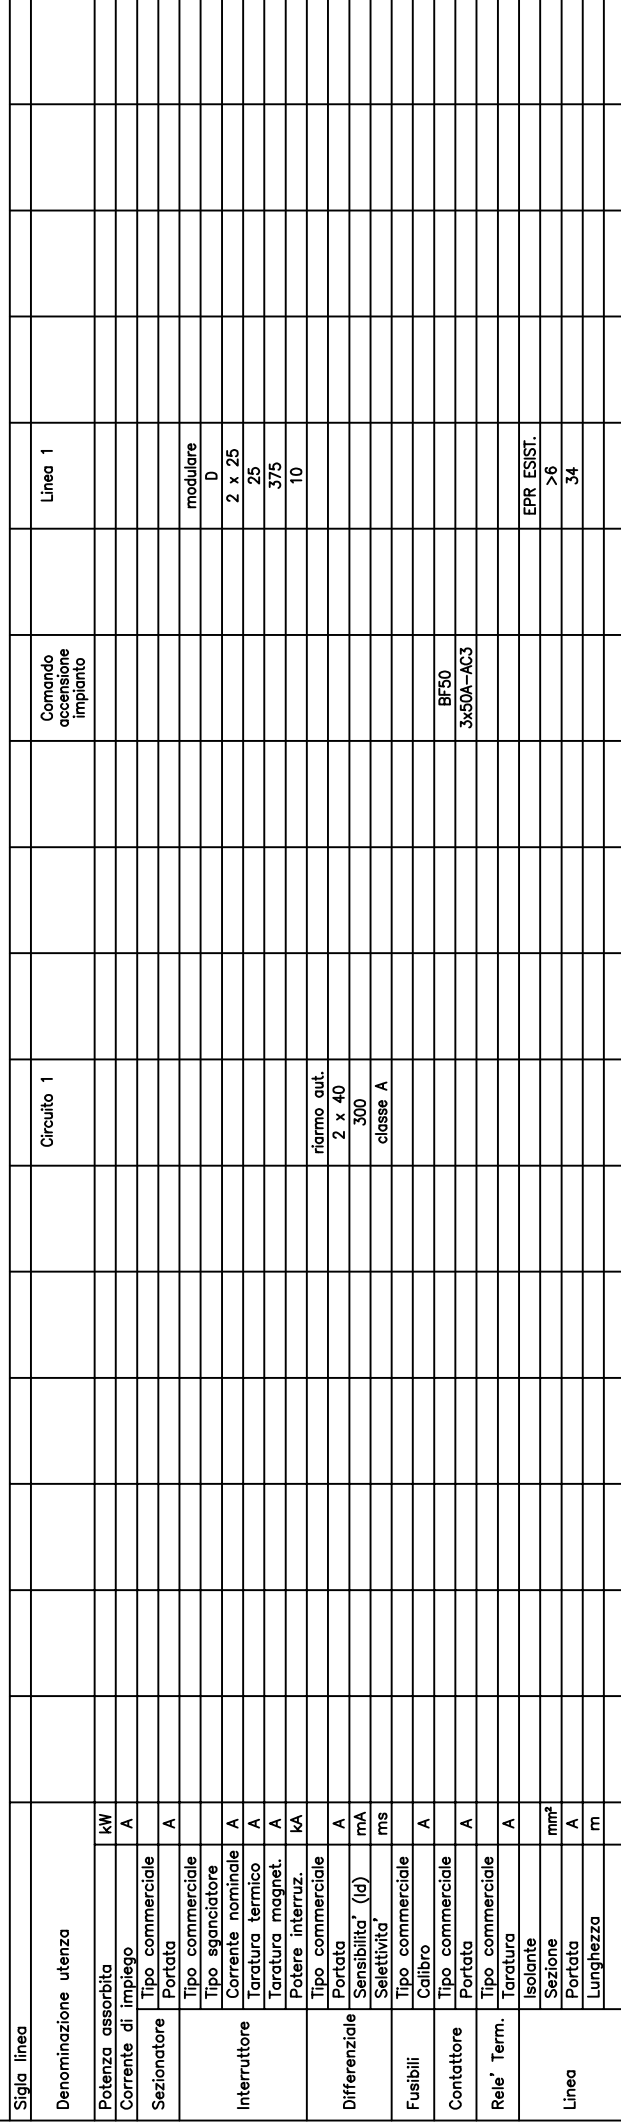 Sigla linea
Denominazione utenza
Circuito 1
Comando
accensione
impianto
Linea 1
Potenza assorbita kW
Corrente di impiego A
Sezionatore
Tipo commerciale
Portata A
Interruttore
Tipo commerciale modulare
Tipo sganciatore D
Corrente nominale A 2 x 25
Taratura termico A 25
Taratura magnet. A 375
Potere interruz. kA 10
Differenziale
Tipo commerciale riarmo aut.
Portata A 2 x 40
Sensibilita' (Id) mA 300
Selettivita' ms classe A
Fusibili
Tipo commerciale
Calibro A
Contattore
Tipo commerciale BF50
Portata A 3x50A-AC3
Rele' Term.
Tipo commerciale
Taratura A
Linea
Isolante EPR ESIST.
Sezione mm² >6
Portata A 34
Lunghezza m